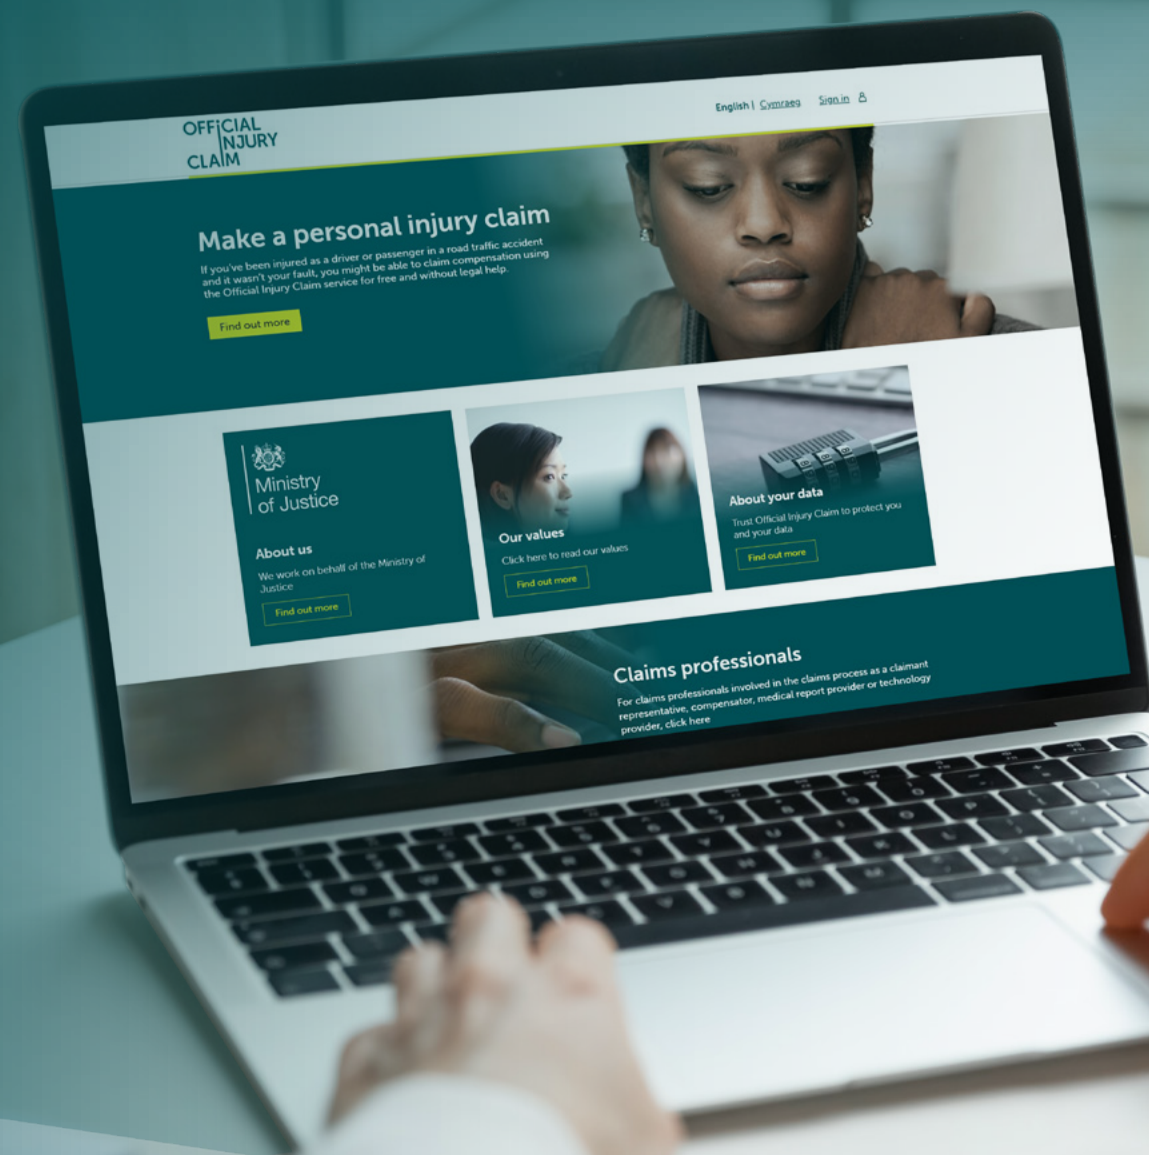 OFFiCIAL
INJURY
CLAIM
English | Cymraeg Sign in
Make a personal injury claim
If you've been injured as a driver or passenger in a road traffic accident
and it wasn't your fault, you might be able to claim compensation using
the Official Injury Claim service for free and without legal help.
Find out more
Ministry
of Justice
About us
We work on behalf of the Ministry of
Justice
Find out more
Our values
Click here to read our values
Find out more
About your data
Trust Official Injury Claim to protect you
and your data
Find out more
Claims professionals
For claims professionals involved in the claims process as a claimant
representative, compensator, medical report provider or technology
provider, click here